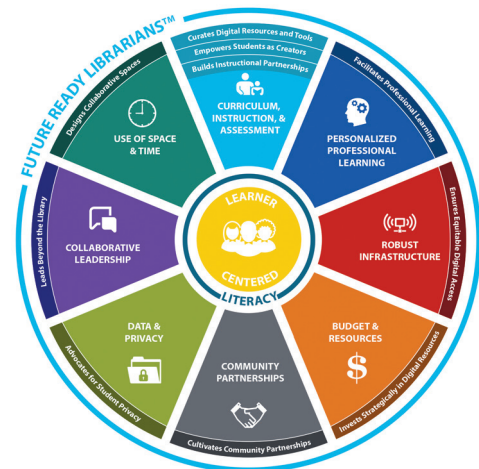 FUTURE READY LIBRARIANS™
Curates Digital Resources and Tools
Empowers Students as Creators
Builds Instructional Partnerships
CURRICULUM,
INSTRUCTION, &
ASSESSMENT
Facilitates Professional Learning
PERSONALIZED
PROFESSIONAL
LEARNING
Ensures Equitable Digital Access
ROBUST
INFRASTRUCTURE
Invests Strategically in Digital Resources
BUDGET &
RESOURCES
$
Cultivates Community Partnerships
COMMUNITY
PARTNERSHIPS
Advocates for Student Privacy
DATA &
PRIVACY
Leads Beyond the Library
COLLABORATIVE
LEADERSHIP
Designs Collaborative Spaces
USE OF SPACE
& TIME
LEARNER
CENTERED
LITERACY